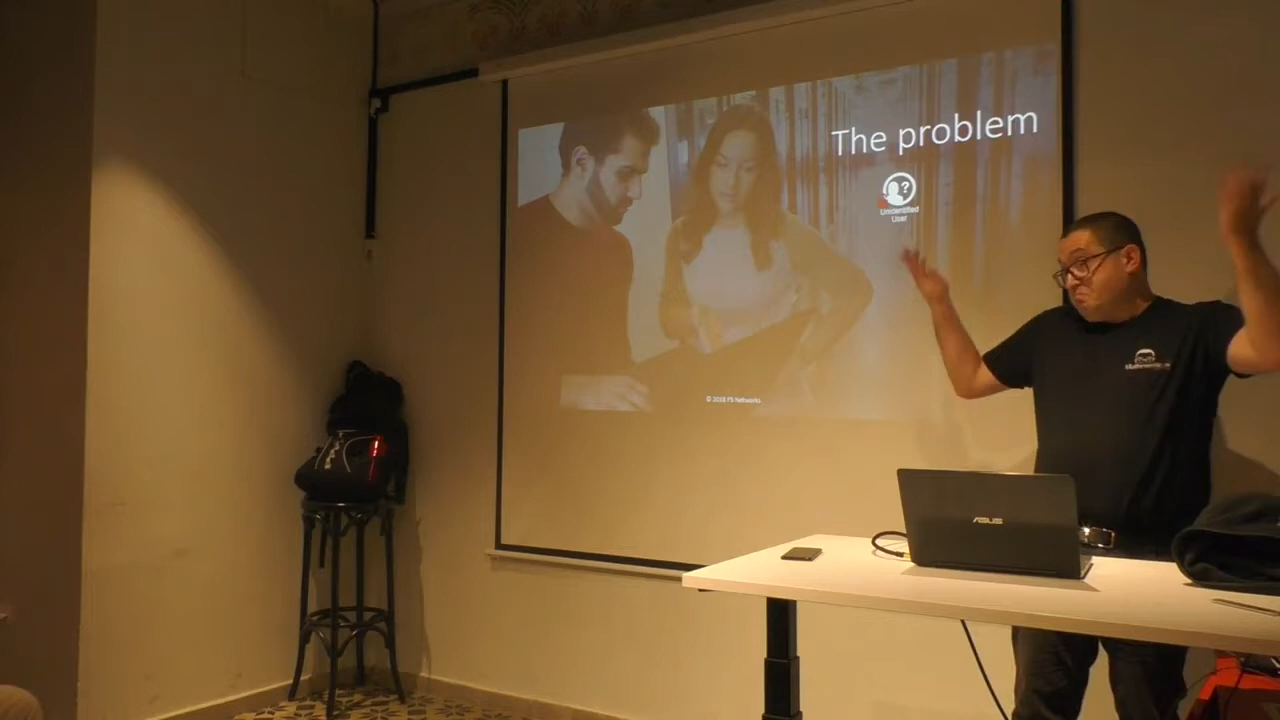 The problem
?
Unidentified
User
© 2018 F5 Networks
ASUS